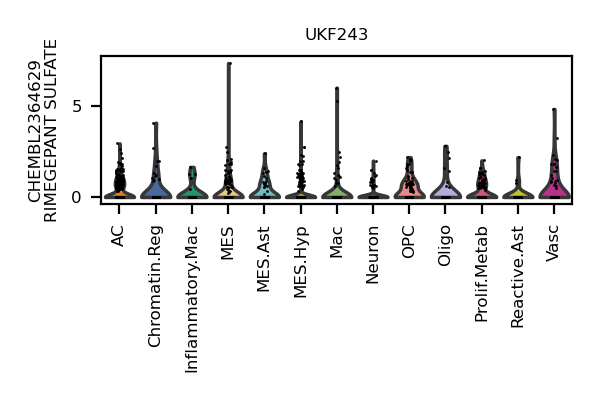 UKF243
CHEMBL2364629
RIMEGEPANT SULFATE
5
0
AC
Chromatin.Reg
Inflammatory.Mac
MES
MES.Ast
MES.Hyp
Mac
Neuron
OPC
Oligo
Prolif.Metab
Reactive.Ast
Vasc